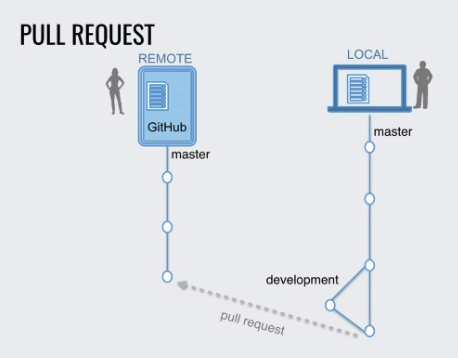 PULL REQUEST
REMOTE
LOCAL
GitHub
master
master
development
pull request